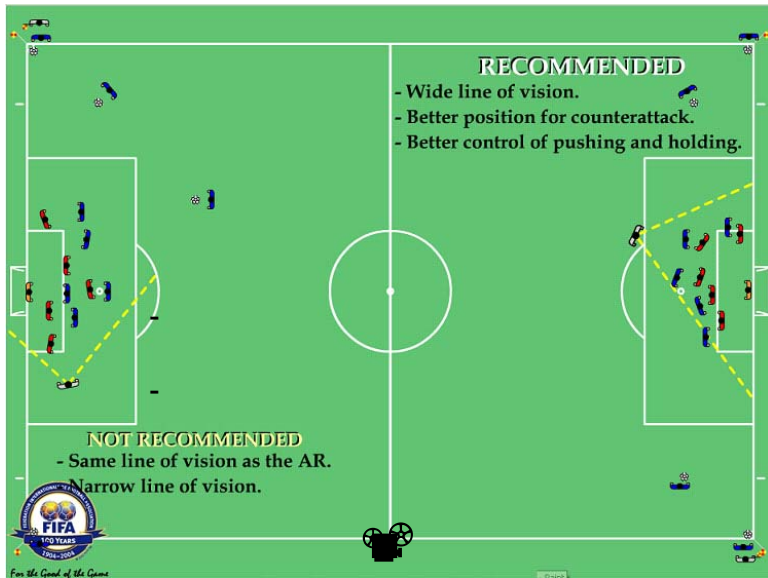 RECOMMENDED
- Wide line of vision.
- Better position for counterattack.
- Better control of pushing and holding.
NOT RECOMMENDED
- Same line of vision as the AR.
- Narrow line of vision.
FIFA
100 YEARS
1904-2004
For the Good of the Game